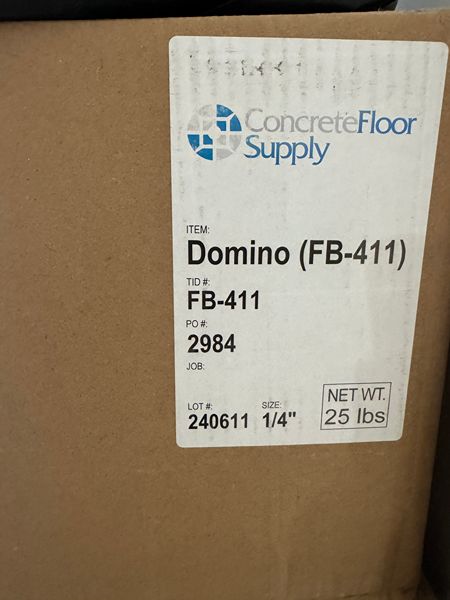 ConcreteFloor
Supply
ITEM:
Domino (FB-411)
TID #:
FB-411
PO #:
2984
JOB:
LOT #: SIZE: NET WT.
240611 1/4" 25 lbs